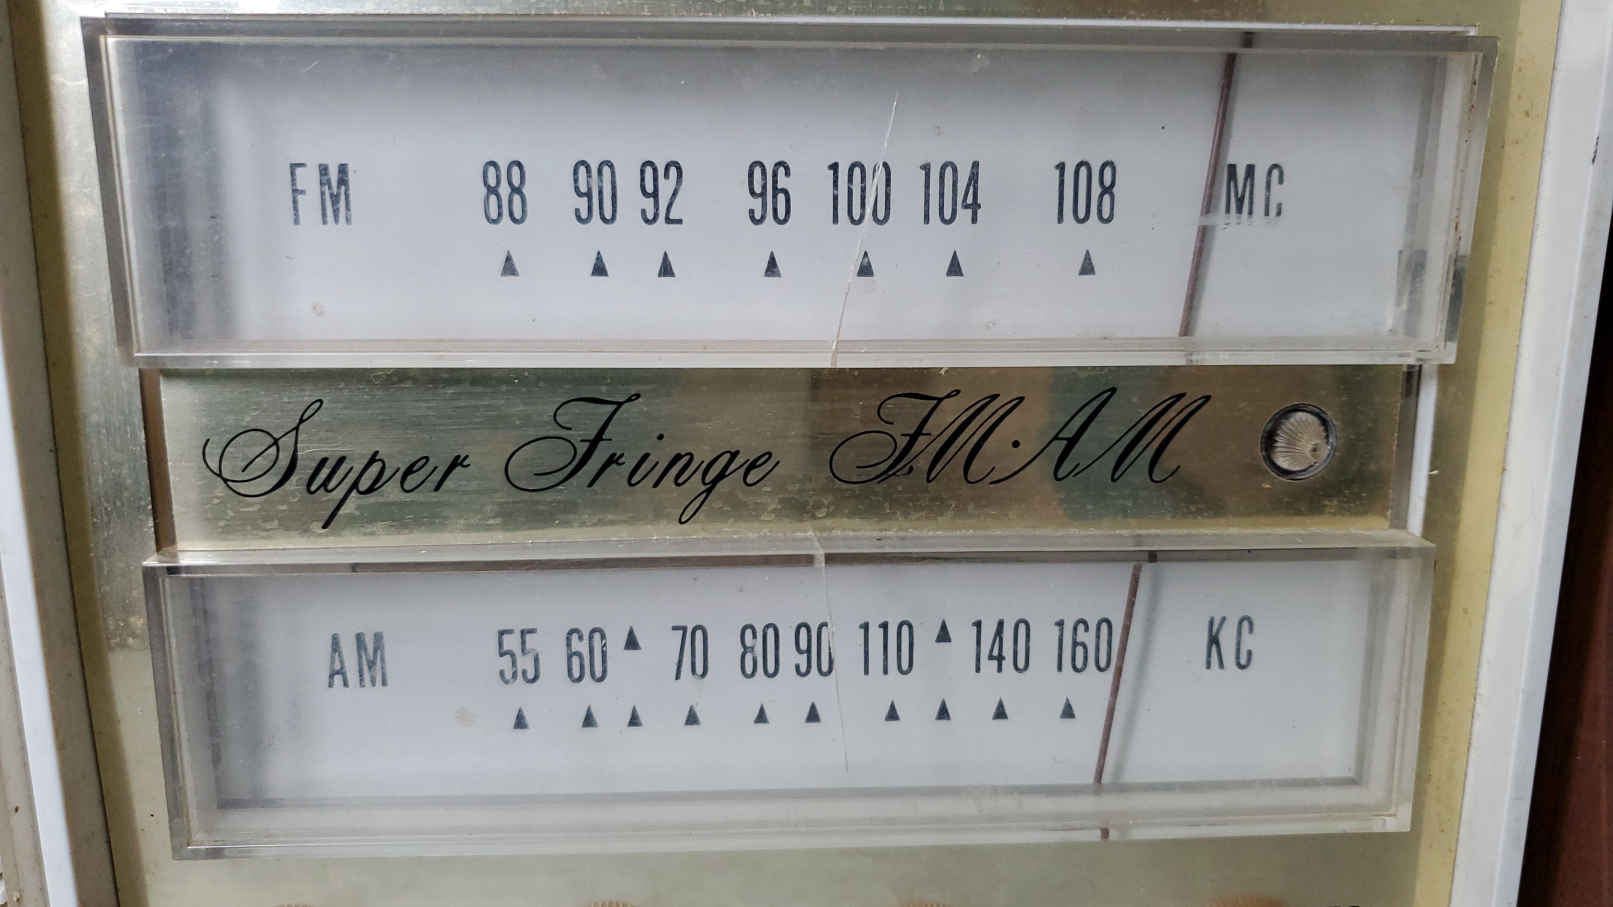 FM 88 90 92 96 100 104 108 MC
Super Fringe FM·AM
AM 55 60 70 80 90 110 140 160 KC